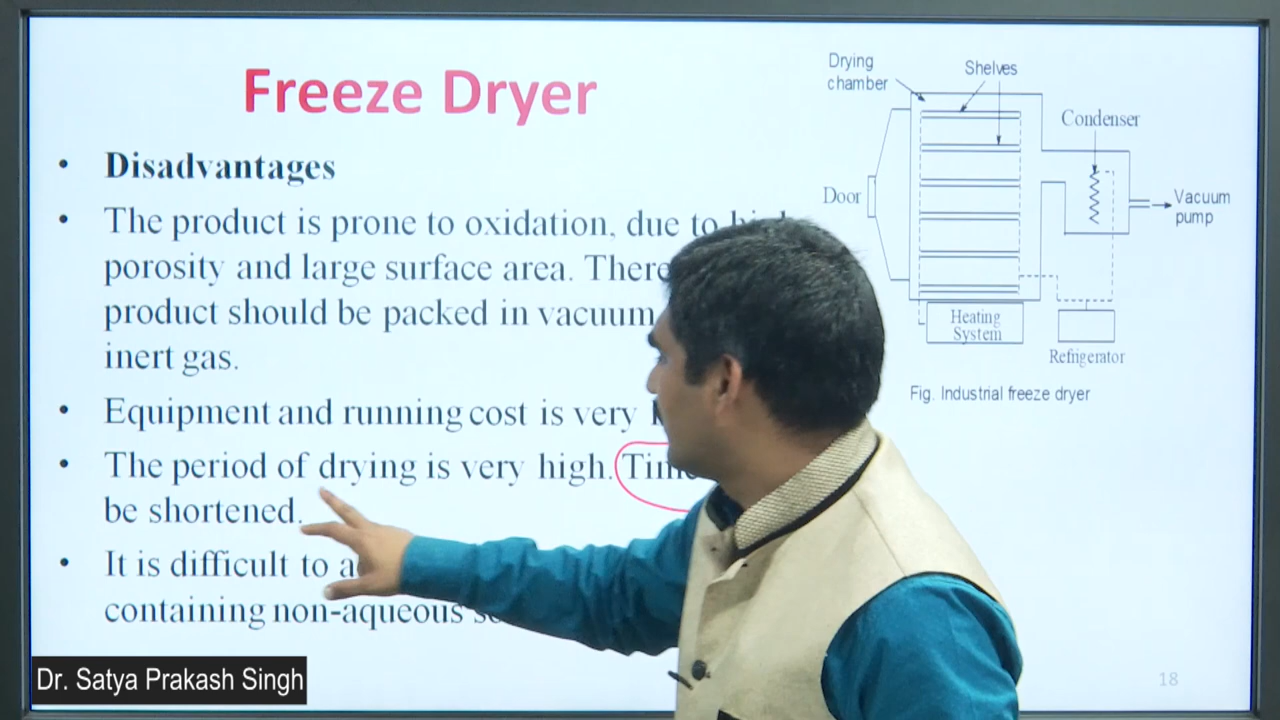 Freeze Dryer
• Disadvantages
• The product is prone to oxidation, due to high
porosity and large surface area. There
product should be packed in vacuum
inert gas.
• Equipment and running cost is very
• The period of drying is very high. Time
be shortened.
• It is difficult to
containing non-aqueous
Drying
chamber
Shelves
Condenser
Door
Vacuum
pump
Heating
System
Refrigerator
Fig. Industrial freeze dryer
Dr. Satya Prakash Singh
18